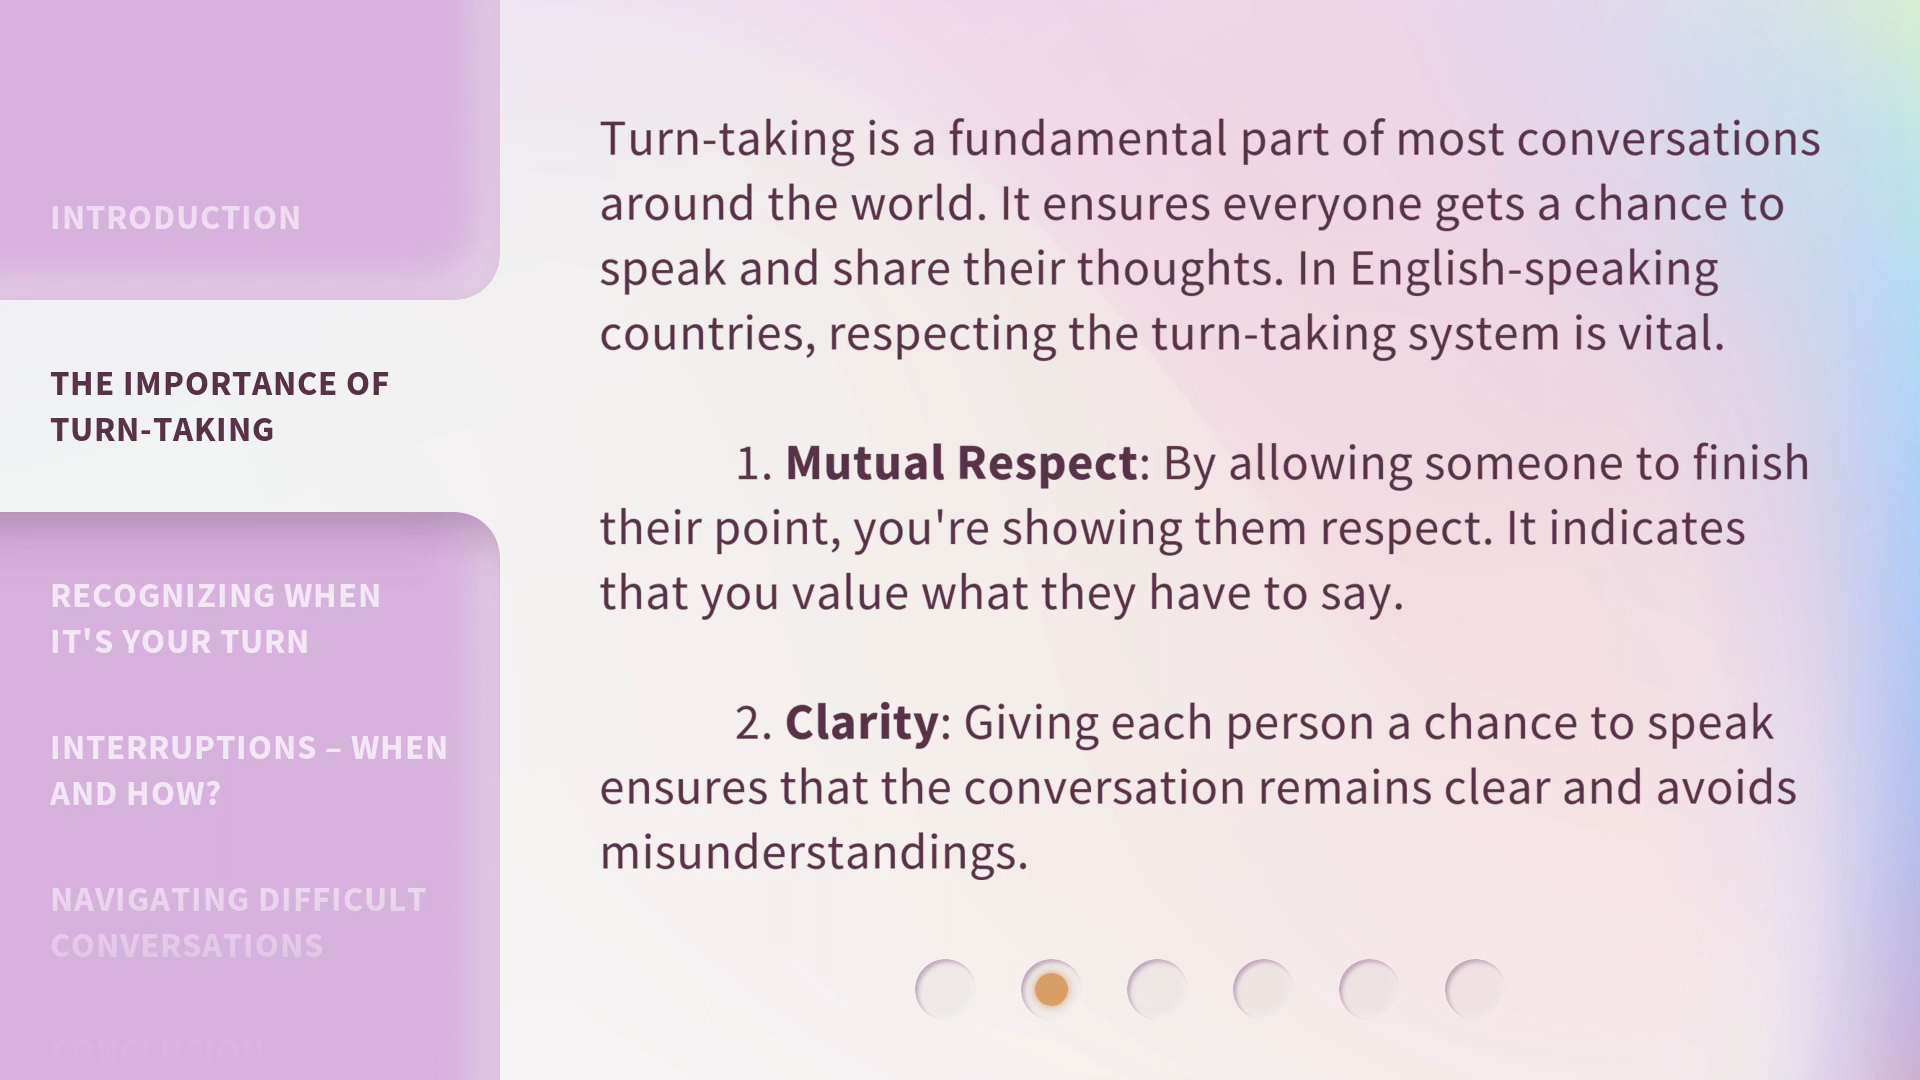 INTRODUCTION
THE IMPORTANCE OF
TURN-TAKING
RECOGNIZING WHEN
IT'S YOUR TURN
INTERRUPTIONS – WHEN
AND HOW?
NAVIGATING DIFFICULT
CONVERSATIONS
CONCLUSION
Turn-taking is a fundamental part of most conversations
around the world. It ensures everyone gets a chance to
speak and share their thoughts. In English-speaking
countries, respecting the turn-taking system is vital.
1. Mutual Respect: By allowing someone to finish
their point, you're showing them respect. It indicates
that you value what they have to say.
2. Clarity: Giving each person a chance to speak
ensures that the conversation remains clear and avoids
misunderstandings.